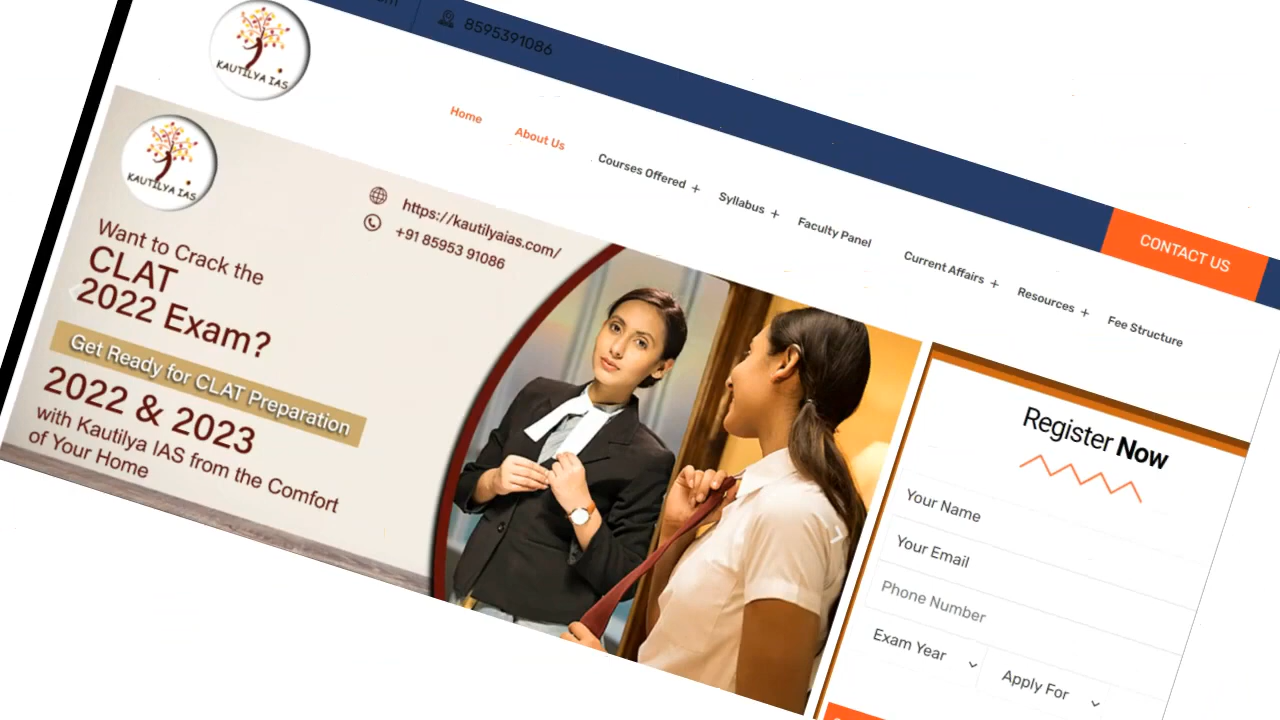 8595391086
KAUTILYA IAS
Home
About Us
Courses Offered +
Syllabus +
Faculty Panel
Current Affairs +
Resources +
Fee Structure
CONTACT US
KAUTILYA IAS
https://kautilyaias.com/
+91 85953 91086
Want to Crack the
CLAT
2022 Exam?
Get Ready for CLAT Preparation
2022 & 2023
with Kautilya IAS from the Comfort
of Your Home
Register Now
Your Name
Your Email
Phone Number
Exam Year
Apply For